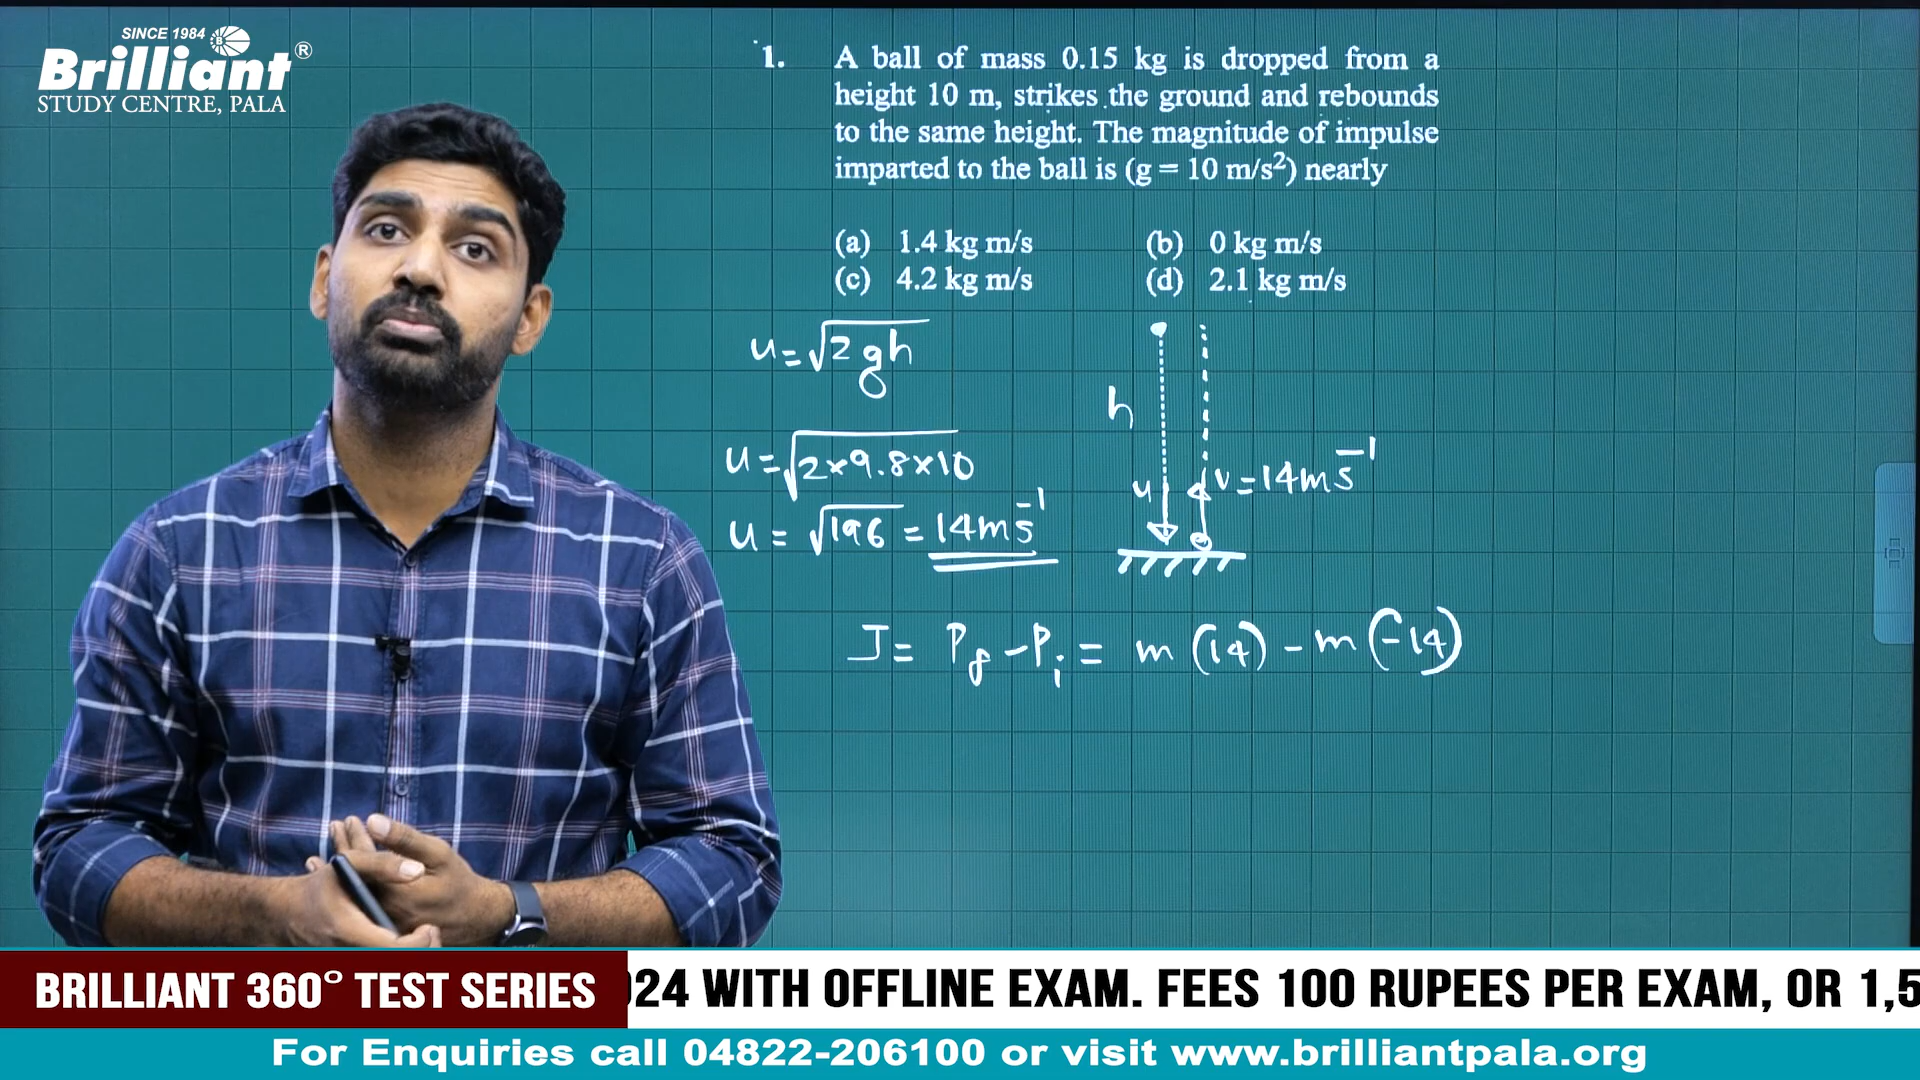 SINCE 1984
Brilliant®
STUDY CENTRE, PALA
1. A ball of mass 0.15 kg is dropped from a
height 10 m, strikes the ground and rebounds
to the same height. The magnitude of impulse
imparted to the ball is (g = 10 m/s²) nearly
(a) 1.4 kg m/s (b) 0 kg m/s
(c) 4.2 kg m/s (d) 2.1 kg m/s
u=√2gh
h
u=√2×9.8×10
u v=14ms⁻¹
u = √196 = 14ms⁻¹
J= Pf-Pi= m(14)-m(-14)
BRILLIANT 360° TEST SERIES
024 WITH OFFLINE EXAM. FEES 100 RUPEES PER EXAM, OR 1,5
For Enquiries call 04822-206100 or visit www.brilliantpala.org